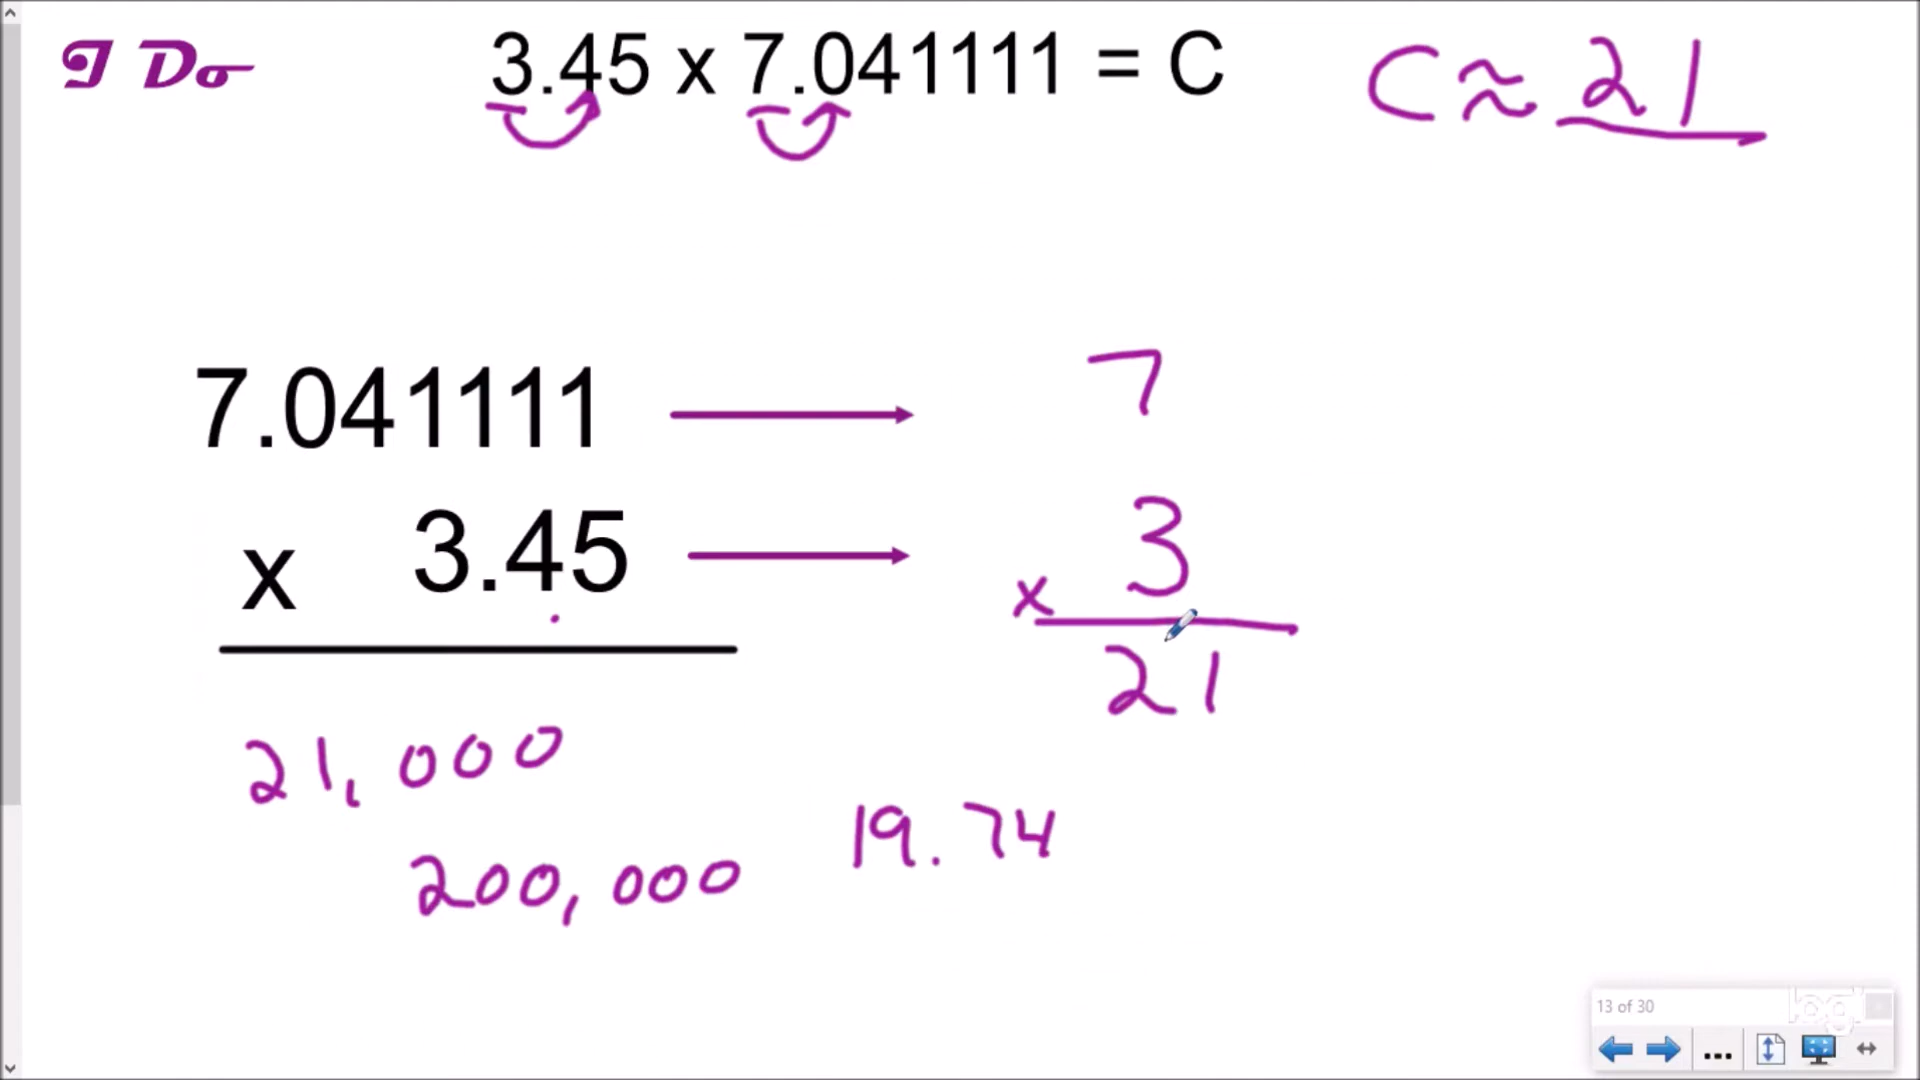 I Do
3.45 x 7.041111 = C
C ≈ 21
7.041111
7
x 3.45
x 3
21
21,000
19.74
200,000
13 of 30
...